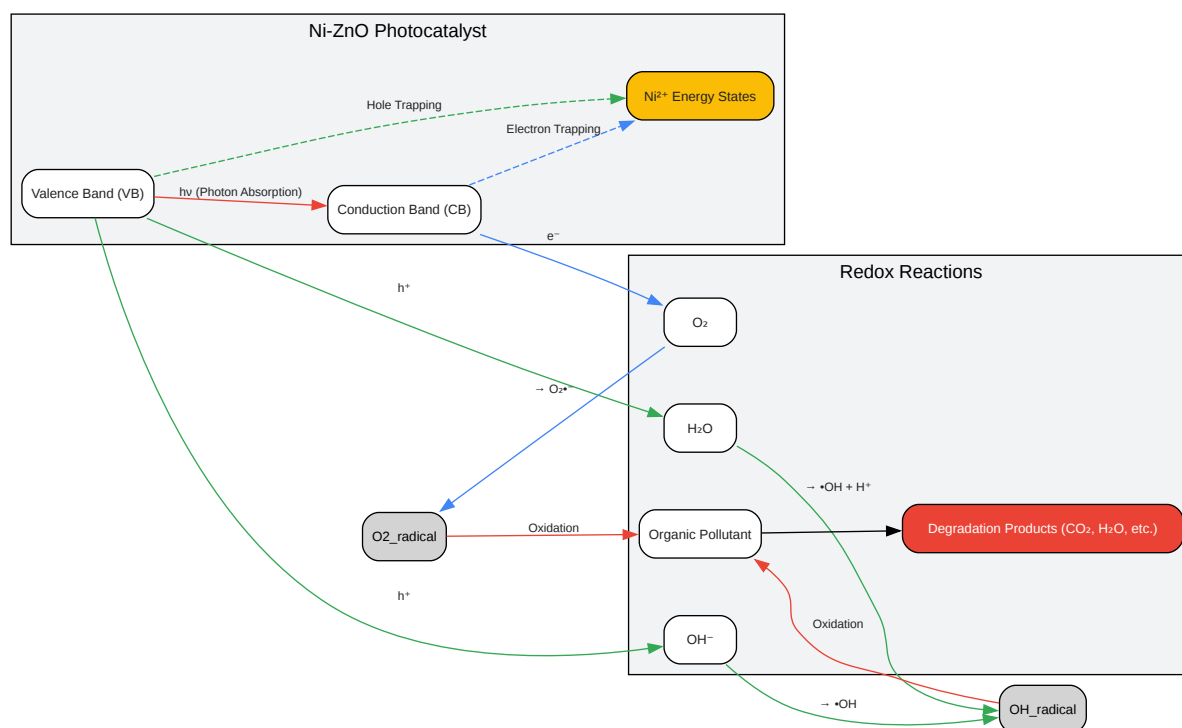 Ni-ZnO Photocatalyst
Ni²⁺ Energy States
Hole Trapping
Electron Trapping
Valence Band (VB)
hν (Photon Absorption)
Conduction Band (CB)
e⁻
Redox Reactions
h⁺
O₂
→ O₂•⁻
H₂O
→ •OH + H⁺
O2_radical
Oxidation
Organic Pollutant
Degradation Products (CO₂, H₂O, etc.)
h⁺
Oxidation
OH⁻
→ •OH
OH_radical